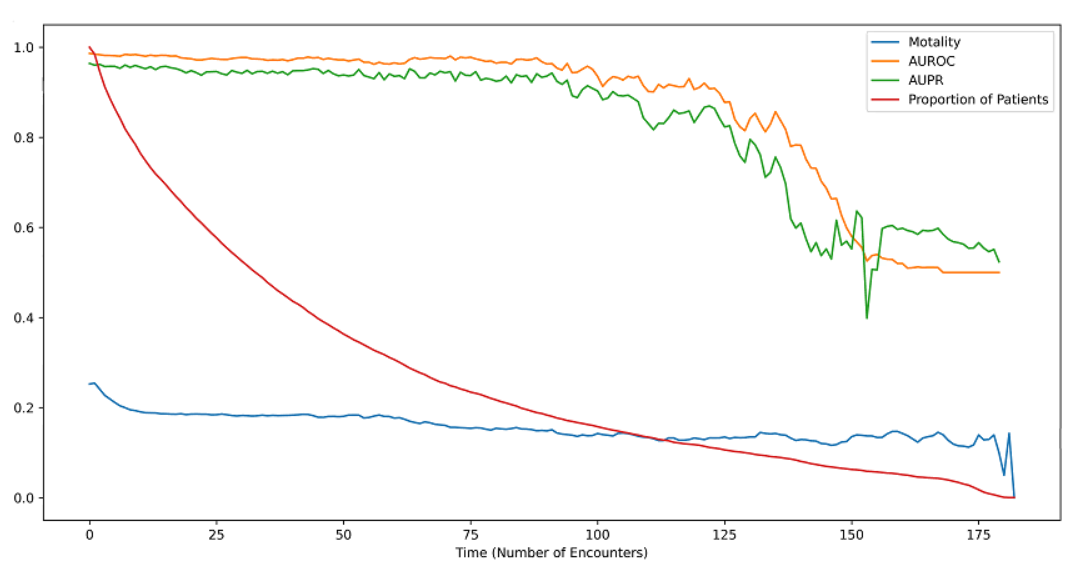 Motality
AUROC
AUPR
Proportion of Patients
1.0
0.8
0.6
0.4
0.2
0.0
0 25 50 75 100 125 150 175
Time (Number of Encounters)